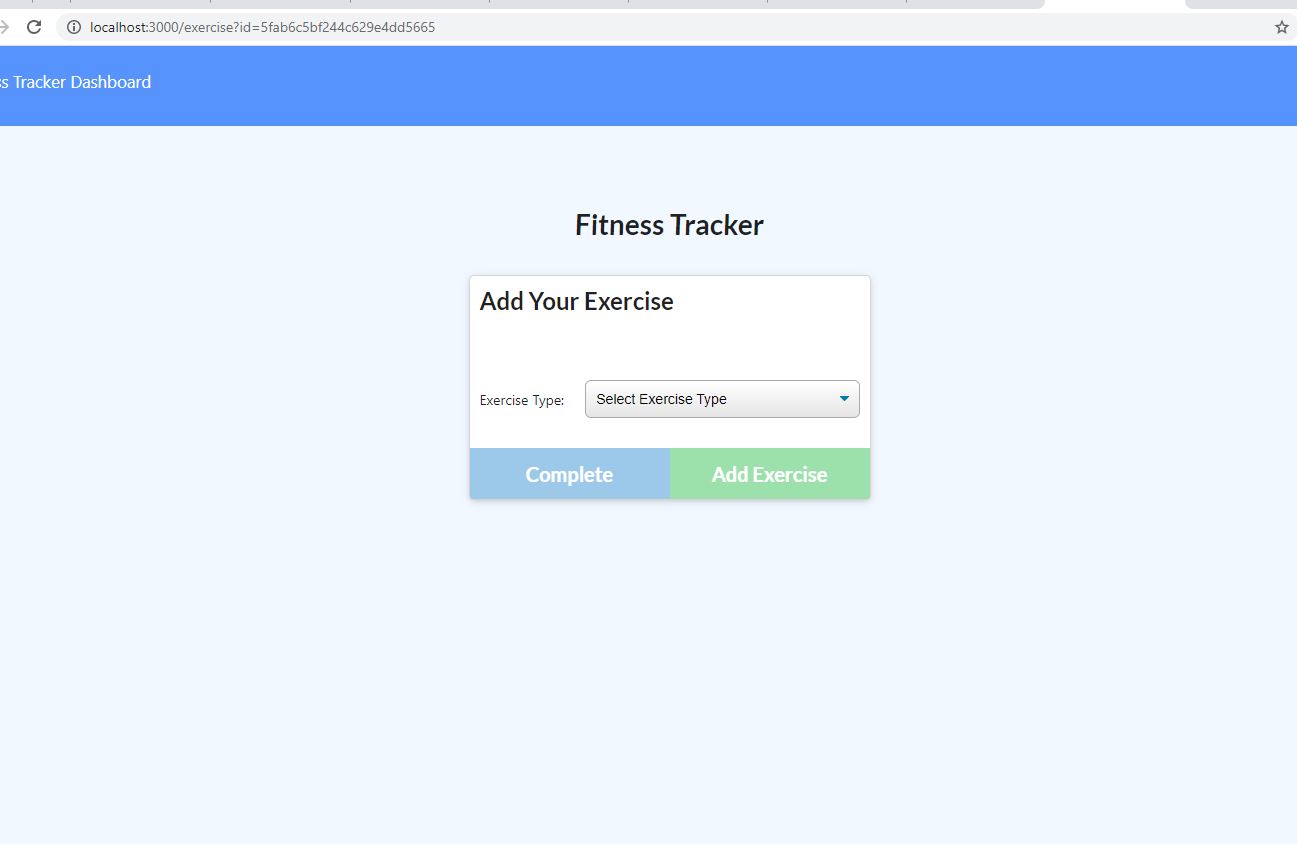 localhost:3000/exercise?id=5fab6c5bf244c629e4dd5665
s Tracker Dashboard
Fitness Tracker
Add Your Exercise
Exercise Type: Select Exercise Type
Complete Add Exercise